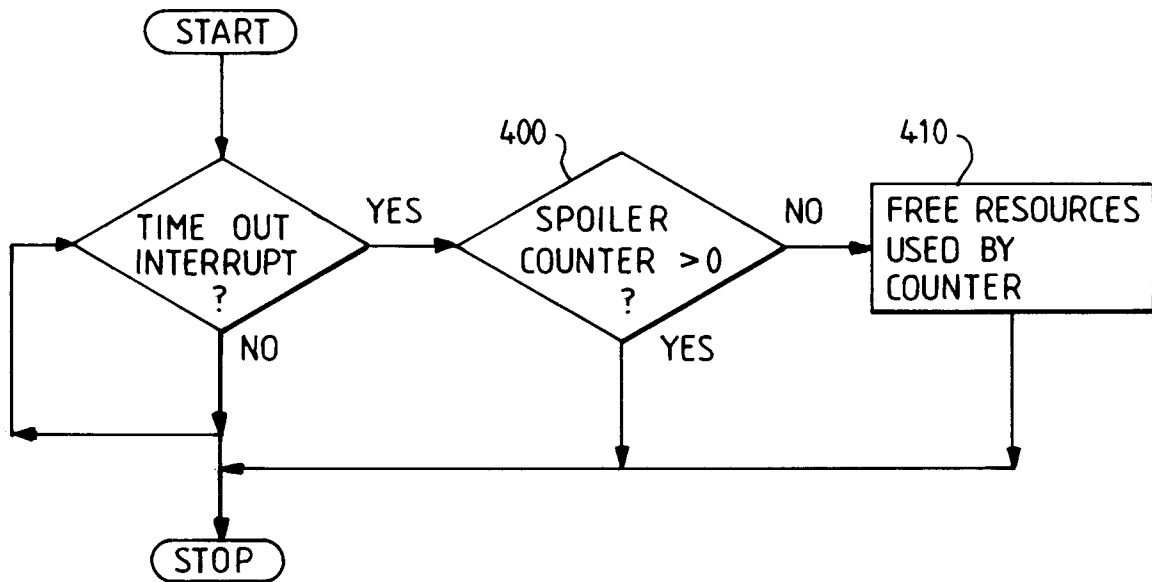 START
400
410
TIME OUT
INTERRUPT
?
YES
SPOILER
COUNTER >0
?
NO
FREE RESOURCES
USED BY
COUNTER
NO
YES
STOP